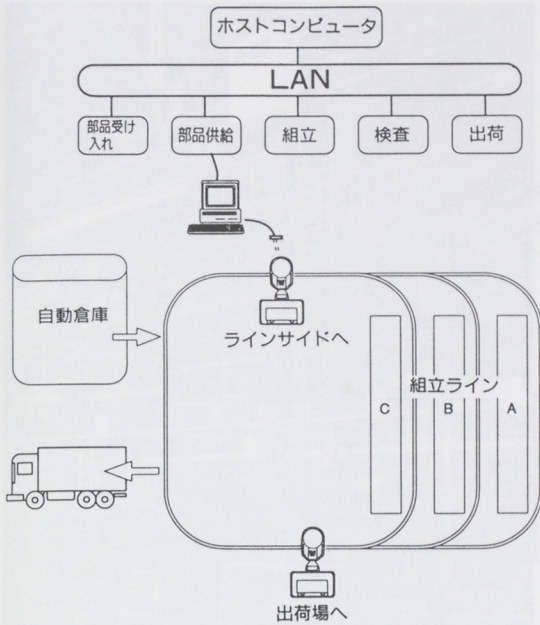 ホストコンピュータ
LAN
部品受け
入れ
部品供給
組立
検査
出荷
自動倉庫
ラインサイドへ
組立ライン
C
B
A
出荷場へ